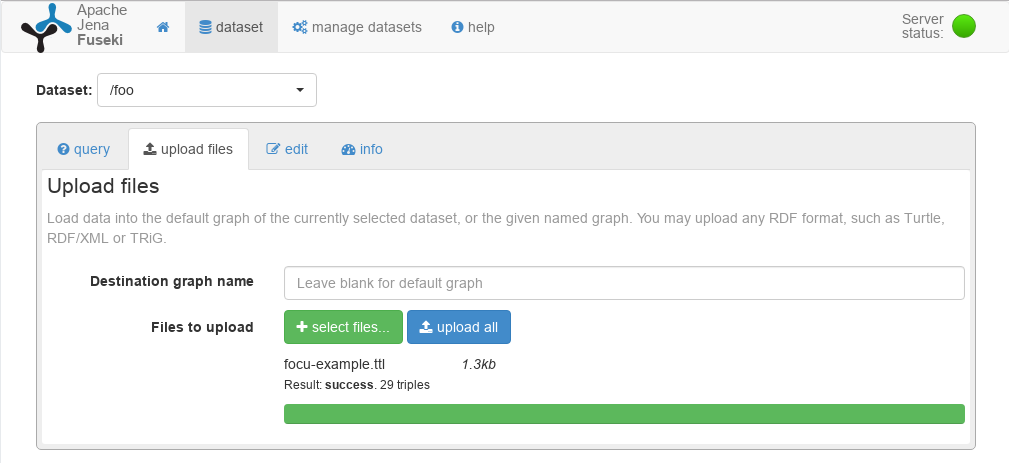 Apache
Jena
Fuseki
dataset
manage datasets
help
Server
status:
Dataset: /foo
query
upload files
edit
info
Upload files
Load data into the default graph of the currently selected dataset, or the given named graph. You may upload any RDF format, such as Turtle,
RDF/XML or TRiG.
Destination graph name
Leave blank for default graph
Files to upload
select files...
upload all
focu-example.ttl 1.3kb
Result: success. 29 triples